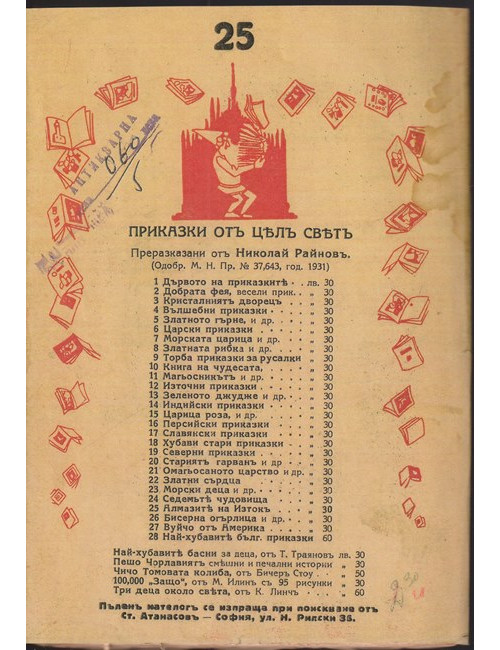 25
АНТИКВАРНА
060
5
ПРИКАЗКИ ОТЪ ЦѢЛЪ СВѢТЪ
Преразказани отъ Николай Райновъ.
(Одобр. М. Н. Пр. № 37,643, год. 1931)
1 Дървото на приказкитѣ . . лв. 30
2 Добрата фея, весели прик. . „ 30
3 Кристалниятъ дворецъ . . „ 30
4 Вълшебни приказки . . . . „ 30
5 Златното гърне, и др. . . . „ 30
6 Царски приказки . . . . . „ 30
7 Морската царица и др. . . „ 30
8 Златната рибка и др. . . . „ 30
9 Торба приказки за русалки „ 30
10 Книга на чудесата, . . . . „ 30
11 Магьосникътъ и др. . . . . „ 30
12 Източни приказки . . . . „ 30
13 Зеленото джудже и др. . . „ 30
14 Индийски приказки . . . . „ 30
15 Царица роза, и др. . . . . „ 30
16 Персийски приказки . . . „ 30
17 Славянски приказки . . . „ 30
18 Хубави стари приказки . . „ 30
19 Северни приказки . . . . „ 30
20 Стариятъ гарванъ и др. . . „ 30
21 Омагьосаното царство и др. „ 30
22 Златни сърдца . . . . . . „ 30
23 Морски деца и др. . . . . „ 30
24 Седемьтѣ чудовища . . . „ 30
25 Алмазитѣ на Изтокъ . . . „ 30
26 Бисерна огърлица и др. . . „ 30
27 Вуйчо отъ Америка . . . . „ 30
28 Най-хубавитѣ бълг. приказки 60
Най-хубавитѣ басни за деца, отъ Т. Траяновъ лв. 30
Пешо Чорлавиятъ смѣшни и печални истории „ 30
Чичо Томовата колиба, отъ Бичеръ Стоу . . „ 50
100,000 „Защо“, отъ М. Илинъ съ 95 рисунки „ 30
Три деца около свѣта, отъ К. Линчъ . . . „ 60
Пъленъ каталогъ се изпраща при поискване отъ
Ст. Атанасовъ — София, ул. И. Рилски 35.